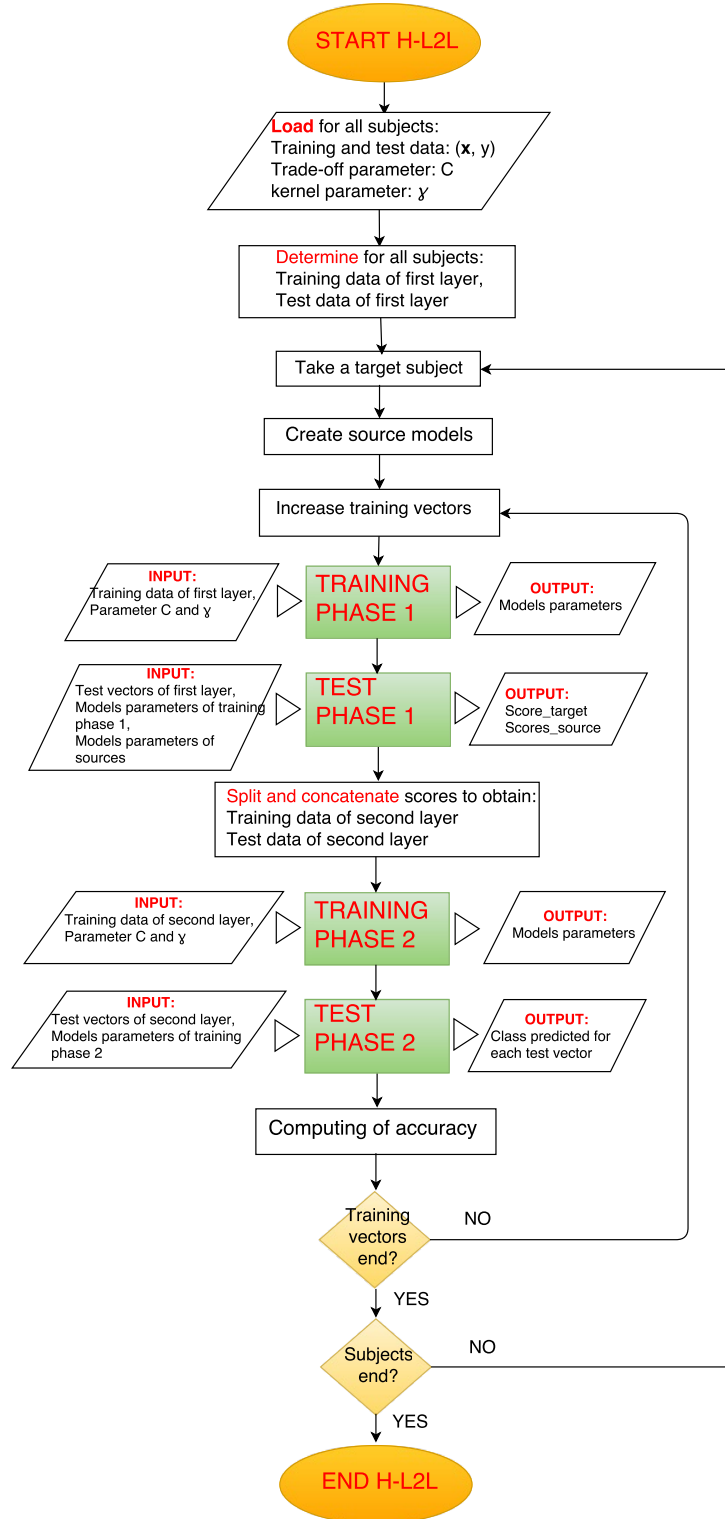 START H-L2L
Load for all subjects:
Training and test data: (x, y)
Trade-off parameter: C
kernel parameter: ɣ
Determine for all subjects:
Training data of first layer,
Test data of first layer
Take a target subject
Create source models
Increase training vectors
INPUT:
Training data of first layer,
Parameter C and ɣ
TRAINING
PHASE 1
OUTPUT:
Models parameters
INPUT:
Test vectors of first layer,
Models parameters of training
phase 1,
Models parameters of
sources
TEST
PHASE 1
OUTPUT:
Score_target
Scores_source
Split and concatenate scores to obtain:
Training data of second layer
Test data of second layer
INPUT:
Training data of second layer,
Parameter C and ɣ
TRAINING
PHASE 2
OUTPUT:
Models parameters
INPUT:
Test vectors of second layer,
Models parameters of training
phase 2
TEST
PHASE 2
OUTPUT:
Class predicted for
each test vector
Computing of accuracy
Training
vectors
end?
NO
YES
Subjects
end?
NO
YES
END H-L2L